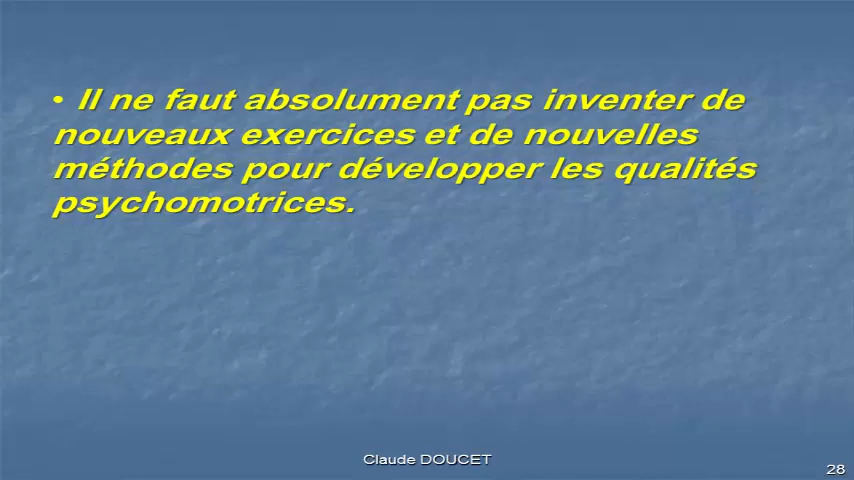 • Il ne faut absolument pas inventer de
nouveaux exercices et de nouvelles
méthodes pour développer les qualités
psychomotrices.
Claude DOUCET
28